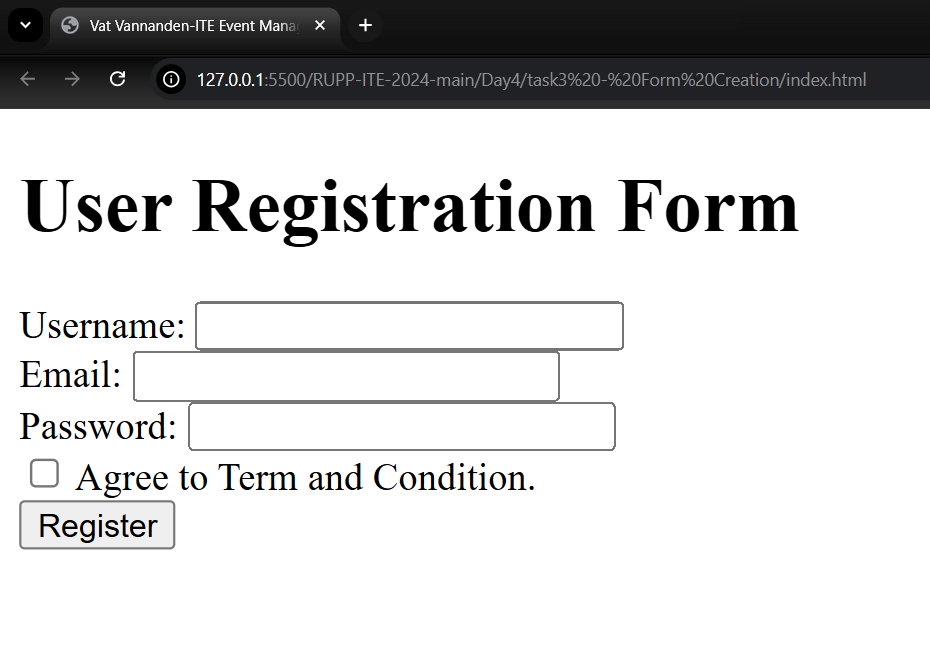 Vat Vannanden-ITE Event Mana
127.0.0.1:5500/RUPP-ITE-2024-main/Day4/task3%20-%20Form%20Creation/index.html
User Registration Form
Username:
Email:
Password:
Agree to Term and Condition.
Register